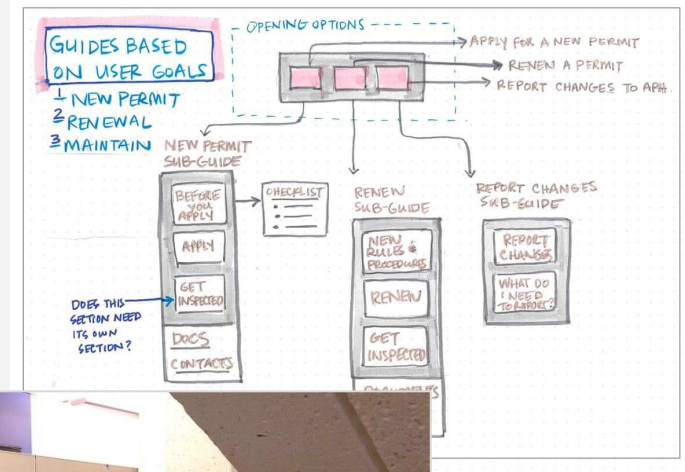 GUIDES BASED
ON USER GOALS
1 NEW PERMIT
2 RENEWAL
3 MAINTAIN
OPENING OPTIONS
APPLY FOR A NEW PERMIT
RENEN A PERMIT
REPORT CHANGES TO APH.
NEW PERMIT
SUB-GUIDE
BEFORE
YOU
APPLY
APPLY
GET
INSPECTED
DOCS
CONTACTS
CHECKLIST
DOES THIS
SECTION NEED
ITS OWN
SECTION?
RENEW
SUB-GUIDE
NEW
RULES &
PROCEDURES
RENEW
GET
INSPECTED
REPORT CHANGES
SUB-GUIDE
REPORT
CHANGES
WHAT DO
I NEED
TO REPORT?